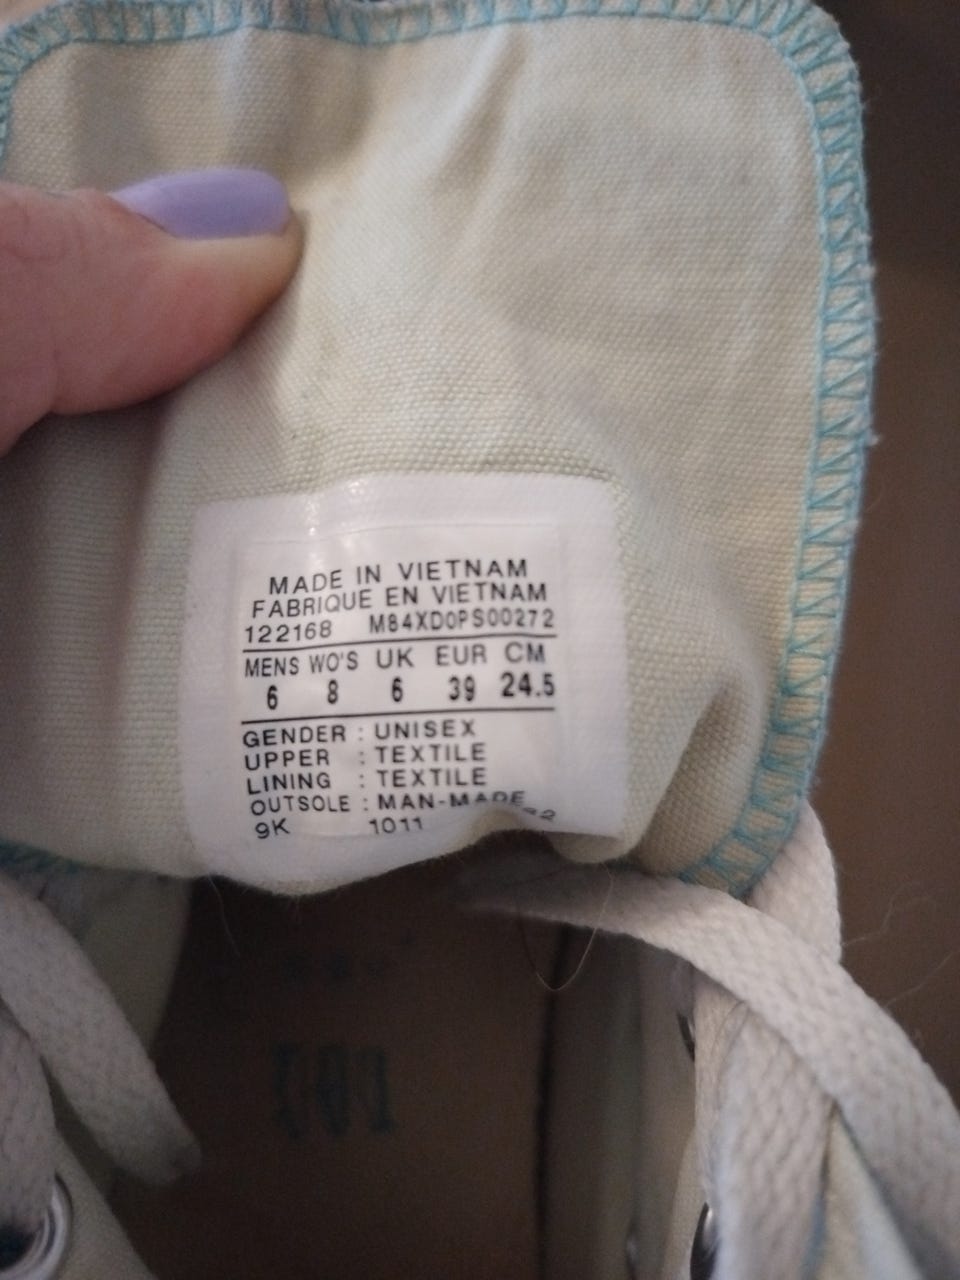 MADE IN VIETNAM
FABRIQUE EN VIETNAM
122168 M84XD0PS00272
MENS WO'S UK EUR CM
6 8 6 39 24.5
GENDER : UNISEX
UPPER : TEXTILE
LINING : TEXTILE
OUTSOLE : MAN-MADE
9K 1011